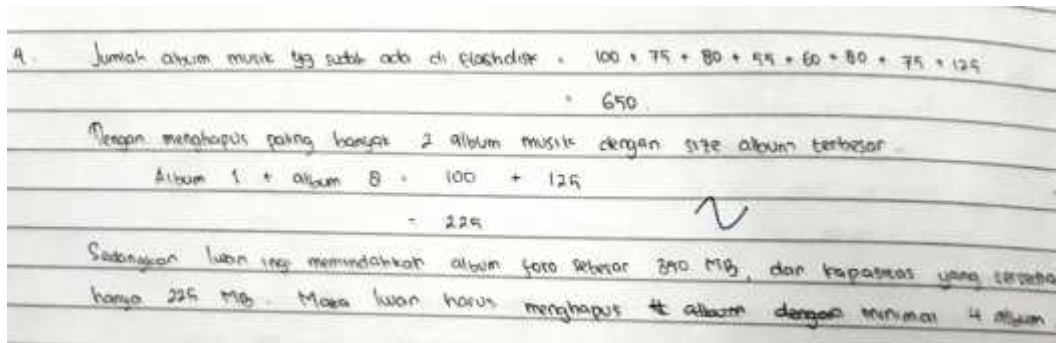 A. Jumlah album musik yg sudah ada di flashdisk = 100 + 75 + 80 + 55 + 60 + 80 + 75 + 125
= 650.
Dengan menghapus paling banyak 2 album musik dengan size album terbesar.
Album 1 + album 8 = 100 + 125
= 225
Sedangkan Iwan ingi memindahkan album foto sebesar 390 MB, dan kapasitas yang tersedia
hanya 225 MB. Maka Iwan harus menghapus album dengan minimal 4 album